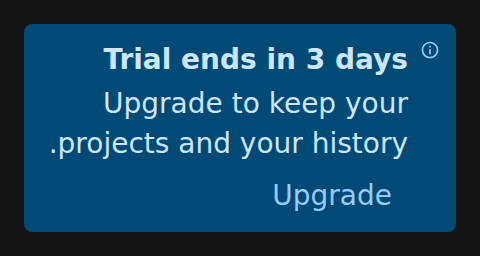 Trial ends in 3 days
Upgrade to keep your
.projects and your history
Upgrade